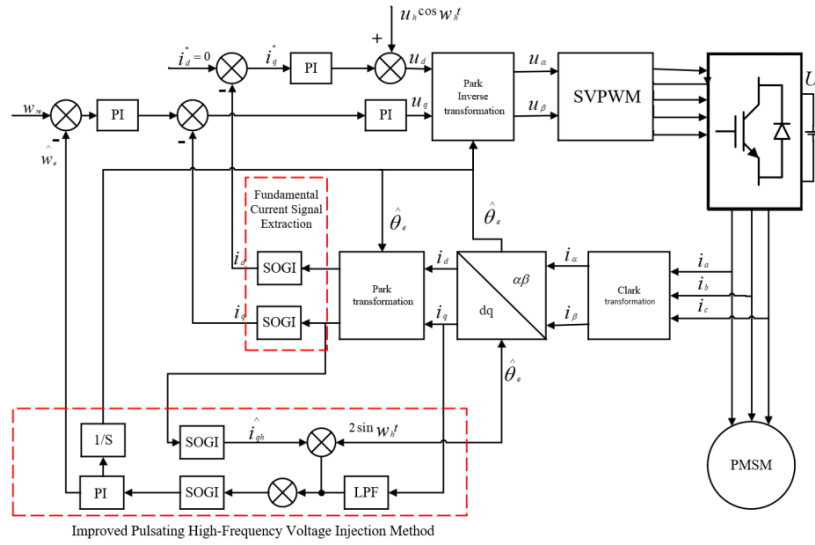 u_h cos w_h t
i_d^* = 0
i_q^*
PI
+
u_d
-
Park
Inverse
transformation
u_α
SVPWM
U
w_m
PI
-
-
ŵ_e
PI
u_q
u_β
Fundamental
Current Signal
Extraction
θ̂_e
θ̂_e
i_d
SOGI
Park
transformation
i_d
αβ
dq
i_α
Clark
transformation
i_a
i_b
i_c
i_q
SOGI
i_q
i_β
θ̂_e
1/S
SOGI
î_qh
2 sin w_h t
PI
SOGI
LPF
PMSM
Improved Pulsating High-Frequency Voltage Injection Method